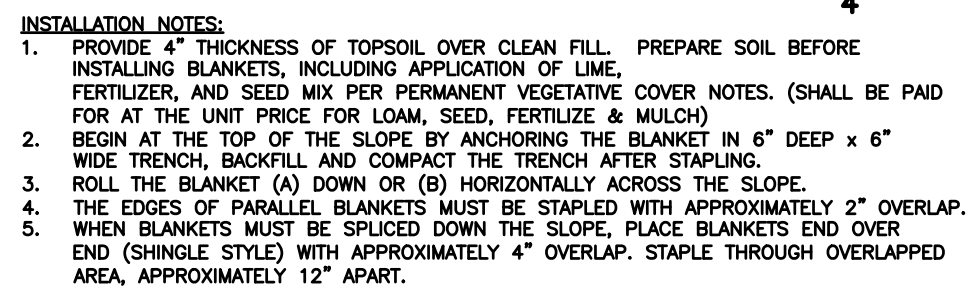 4
INSTALLATION NOTES:
1. PROVIDE 4" THICKNESS OF TOPSOIL OVER CLEAN FILL. PREPARE SOIL BEFORE
INSTALLING BLANKETS, INCLUDING APPLICATION OF LIME,
FERTILIZER, AND SEED MIX PER PERMANENT VEGETATIVE COVER NOTES. (SHALL BE PAID
FOR AT THE UNIT PRICE FOR LOAM, SEED, FERTILIZE & MULCH)
2. BEGIN AT THE TOP OF THE SLOPE BY ANCHORING THE BLANKET IN 6" DEEP x 6"
WIDE TRENCH, BACKFILL AND COMPACT THE TRENCH AFTER STAPLING.
3. ROLL THE BLANKET (A) DOWN OR (B) HORIZONTALLY ACROSS THE SLOPE.
4. THE EDGES OF PARALLEL BLANKETS MUST BE STAPLED WITH APPROXIMATELY 2" OVERLAP.
5. WHEN BLANKETS MUST BE SPLICED DOWN THE SLOPE, PLACE BLANKETS END OVER
END (SHINGLE STYLE) WITH APPROXIMATELY 4" OVERLAP. STAPLE THROUGH OVERLAPPED
AREA, APPROXIMATELY 12" APART.